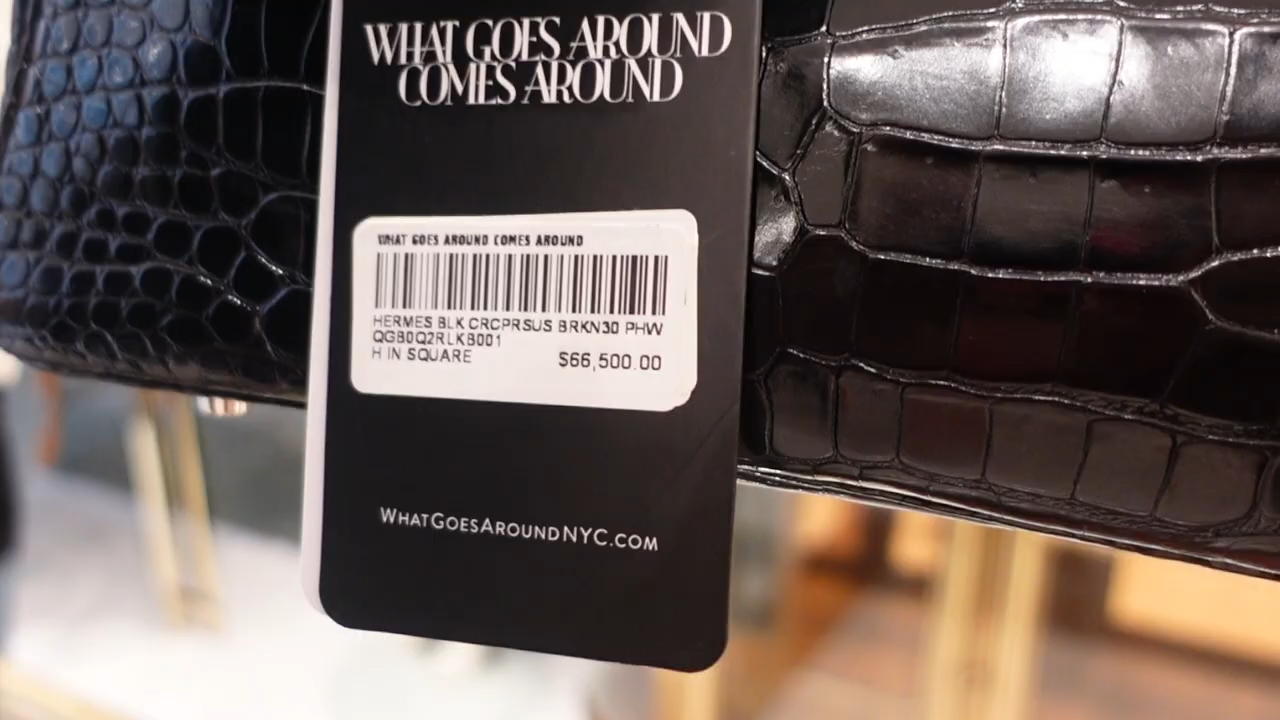 WHAT GOES AROUND
COMES AROUND
WHAT GOES AROUND COMES AROUND
HERMES BLK CRCPRSUS BRKN30 PHW
QGB0Q2RLKB001
H IN SQUARE $66,500.00
WHATGOESAROUNDNYC.COM